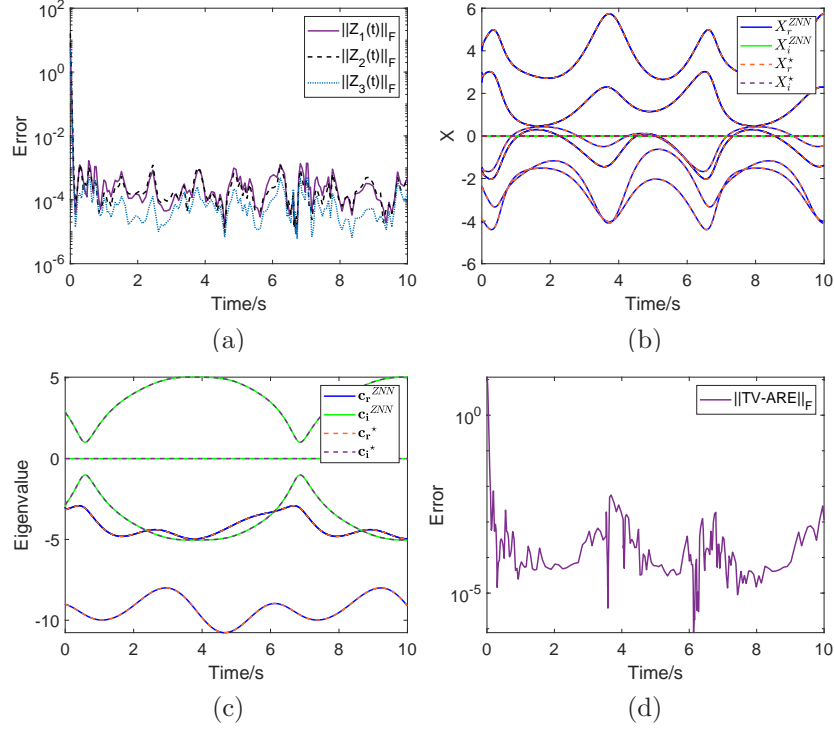 10^2
10^0
10^-2
10^-4
10^-6
Error
0 2 4 6 8 10
Time/s
||Z_1(t)||_F
||Z_2(t)||_F
||Z_3(t)||_F
(a)
6
4
2
0
-2
-4
-6
X
0 2 4 6 8 10
Time/s
X_r^ZNN
X_i^ZNN
X_r^⋆
X_i^⋆
(b)
5
0
-5
-10
Eigenvalue
0 2 4 6 8 10
Time/s
c_r^ZNN
c_i^ZNN
c_r^⋆
c_i^⋆
(c)
10^0
10^-5
Error
0 2 4 6 8 10
Time/s
||TV-ARE||_F
(d)